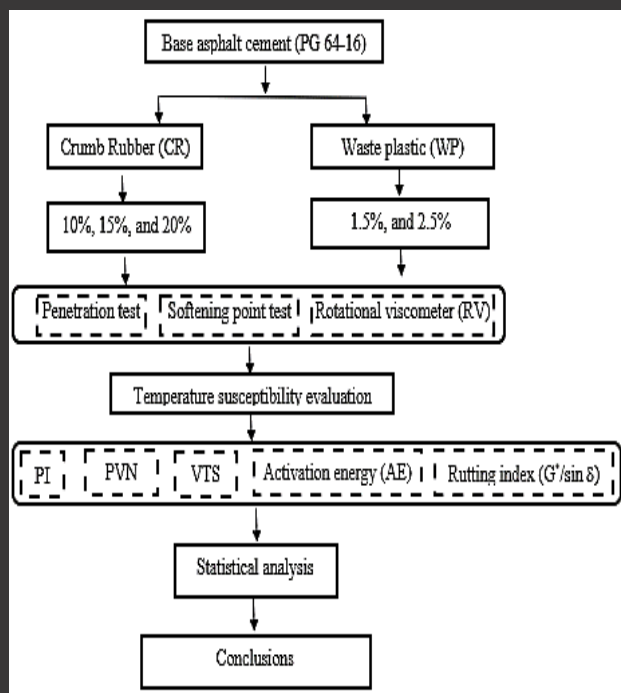 Base asphalt cement (PG 64-16)
Crumb Rubber (CR)
Waste plastic (WP)
10%, 15%, and 20%
1.5%, and 2.5%
Penetration test
Softening point test
Rotational viscometer (RV)
Temperature susceptibility evaluation
PI
PVN
VTS
Activation energy (AE)
Rutting index (G*/sin δ)
Statistical analysis
Conclusions